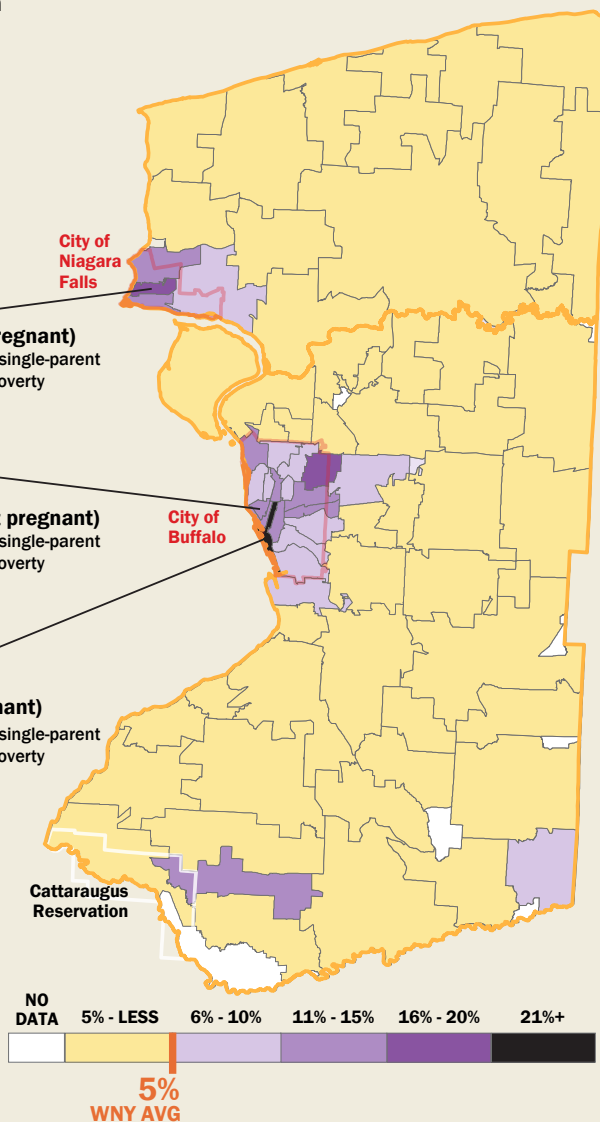 City of
Niagara
Falls
regnant)
single-parent
overty
t pregnant)
single-parent
overty
City of
Buffalo
nant)
single-parent
overty
Cattaraugus
Reservation
NO
DATA
5% - LESS
6% - 10%
11% - 15%
16% - 20%
21%+
5%
WNY AVG